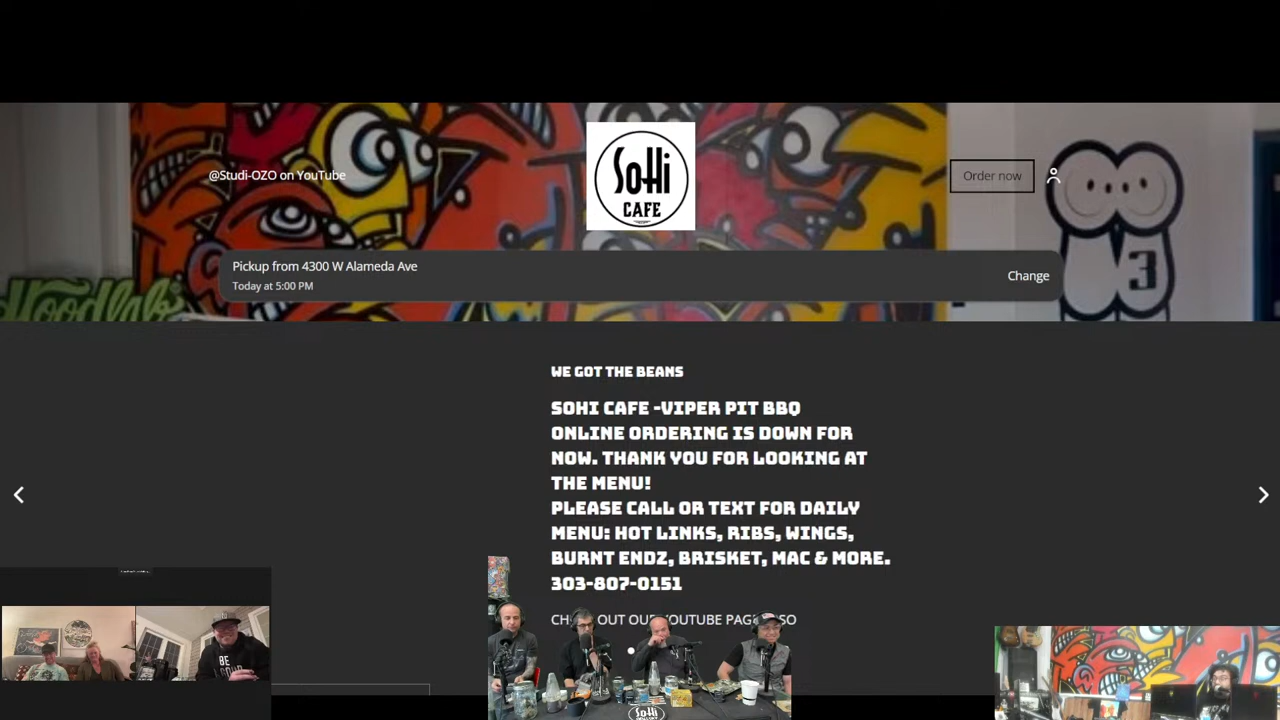 @Studi-OZO on YouTube
SoHi
CAFE
Order now
Pickup from 4300 W Alameda Ave
Today at 5:00 PM
Change
3
WE GOT THE BEANS
SOHI CAFE -VIPER PIT BBQ
ONLINE ORDERING IS DOWN FOR
NOW. THANK YOU FOR LOOKING AT
THE MENU!
PLEASE CALL OR TEXT FOR DAILY
MENU: HOT LINKS, RIBS, WINGS,
BURNT ENDZ, BRISKET, MAC & MORE.
303-807-0151
OUT OUR YOUTUBE
SoHi